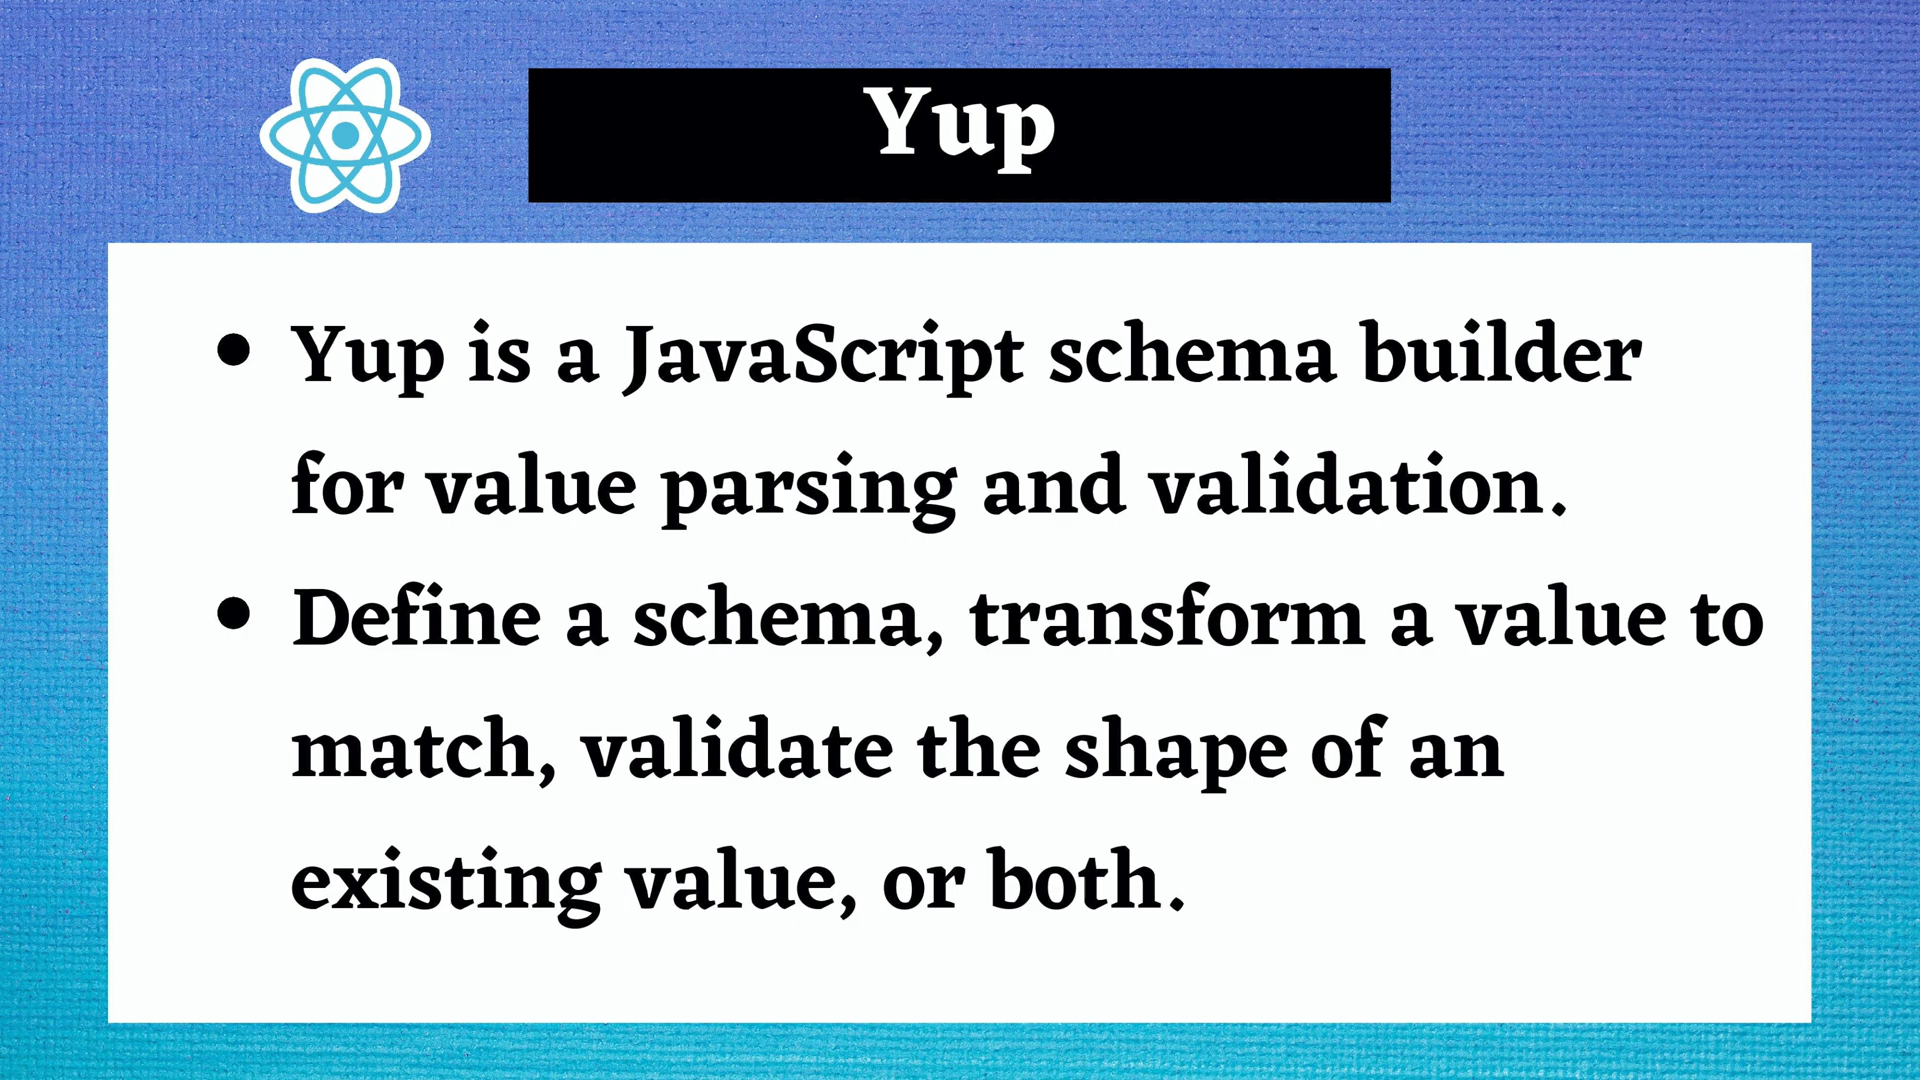 Yup
• Yup is a JavaScript schema builder
for value parsing and validation.
• Define a schema, transform a value to
match, validate the shape of an
existing value, or both.